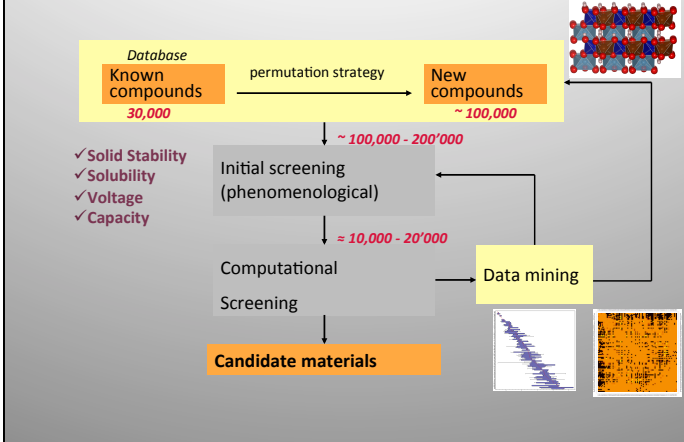 Database
Known
compounds
permutation strategy
New
compounds
30,000
~ 100,000
~ 100,000 - 200’000
✓Solid Stability
✓Solubility
✓Voltage
✓Capacity
Initial screening
(phenomenological)
≈ 10,000 - 20’000
Computational
Screening
Data mining
Candidate materials